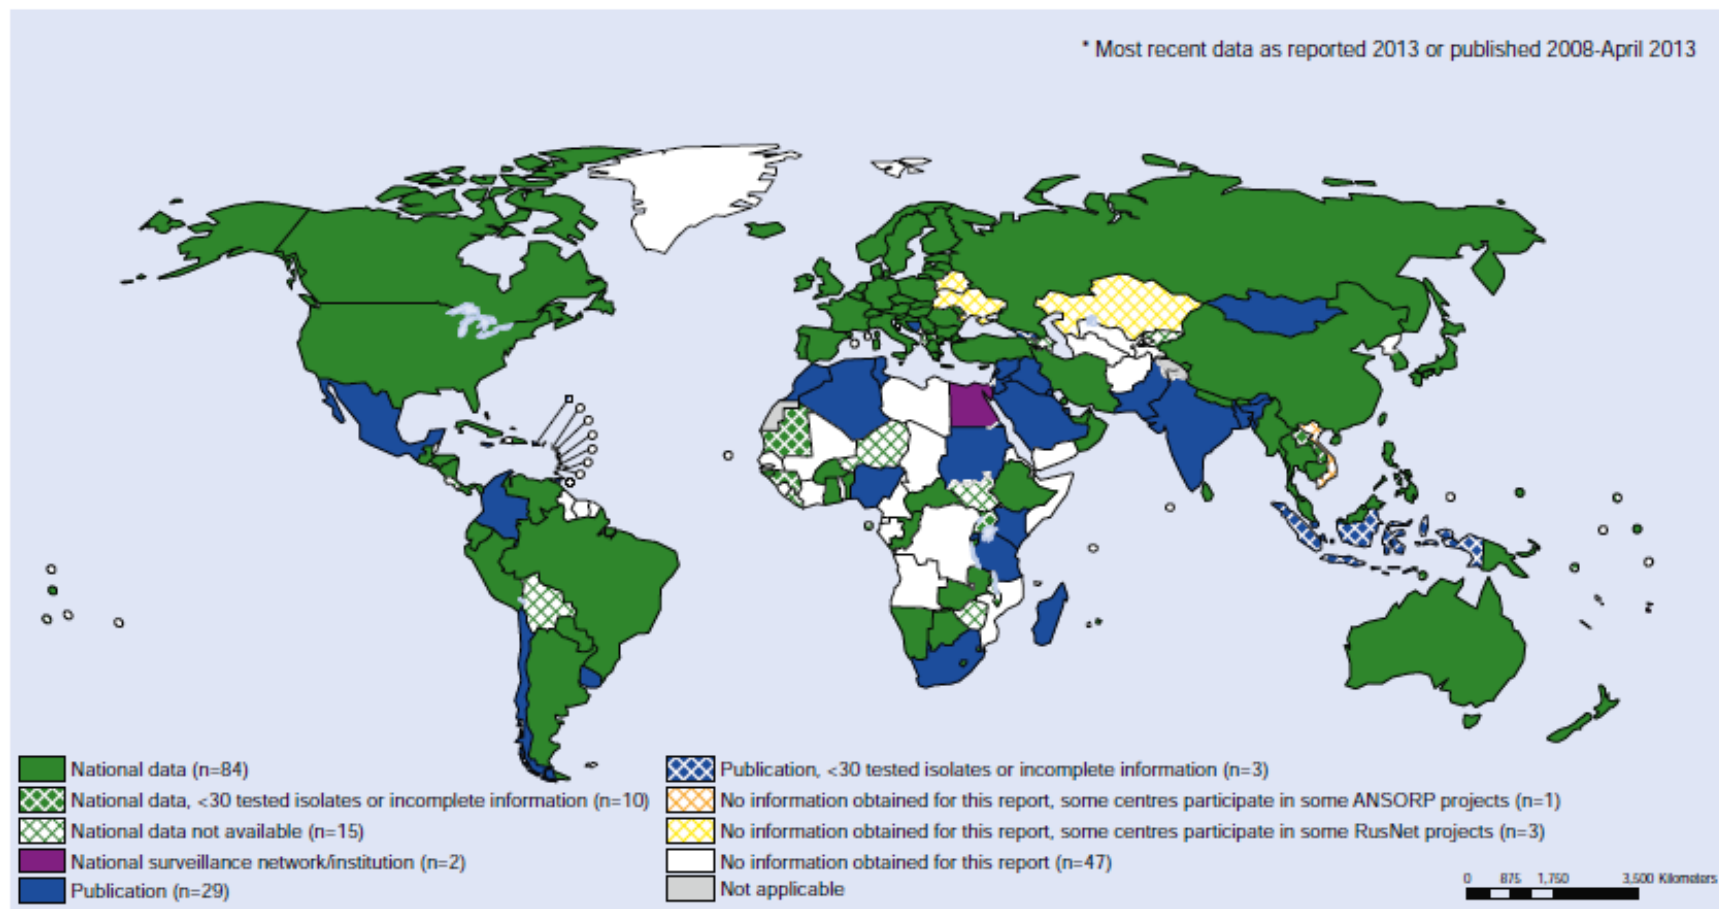 * Most recent data as reported 2013 or published 2008-April 2013
National data (n=84)
National data, <30 tested isolates or incomplete information (n=10)
National data not available (n=15)
National surveillance network/institution (n=2)
Publication (n=29)
Publication, <30 tested isolates or incomplete information (n=3)
No information obtained for this report, some centres participate in some ANSORP projects (n=1)
No information obtained for this report, some centres participate in some RusNet projects (n=3)
No information obtained for this report (n=47)
Not applicable
0 875 1,750 3,500 Kilometers